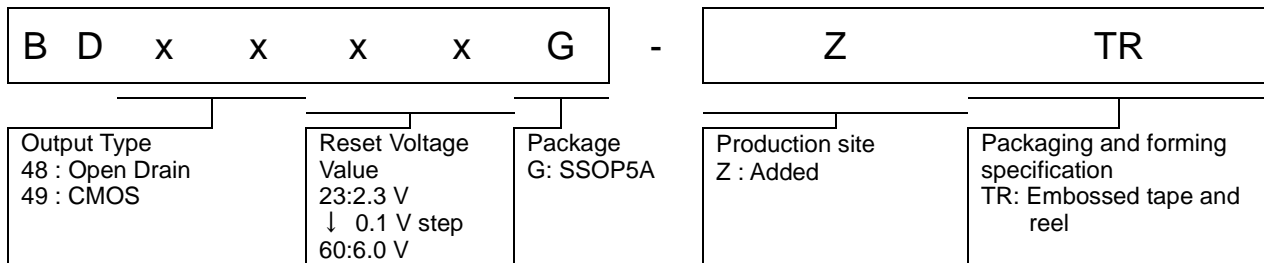 B D x x x x G - Z TR
Output Type
48 : Open Drain
49 : CMOS
Reset Voltage
Value
23:2.3 V
↓ 0.1 V step
60:6.0 V
Package
G: SSOP5A
Production site
Z : Added
Packaging and forming
specification
TR: Embossed tape and
reel